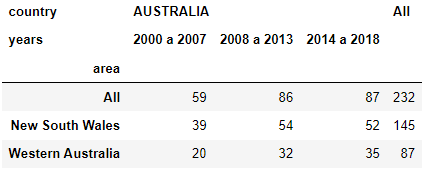 country AUSTRALIA All
years 2000 a 2007 2008 a 2013 2014 a 2018
area
All 59 86 87 232
New South Wales 39 54 52 145
Western Australia 20 32 35 87